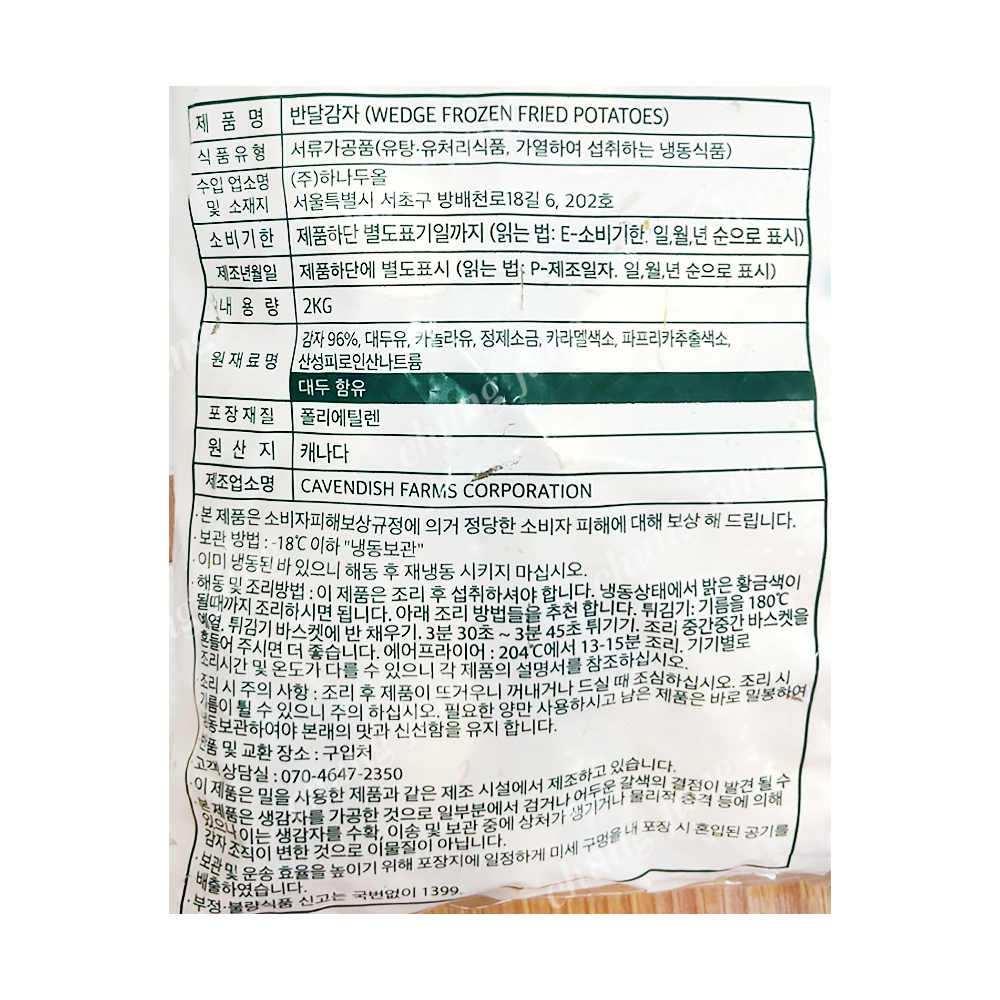 제 품 명 반달감자 (WEDGE FROZEN FRIED POTATOES)
식품유형 서류가공품(유탕·유처리식품, 가열하여 섭취하는 냉동식품)
수입 업소명 및 소재지 (주)하나두올
서울특별시 서초구 방배천로18길 6, 202호
소비기한 제품하단 별도표기일까지 (읽는 법: E-소비기한. 일,월,년 순으로 표시)
제조년월일 제품하단에 별도표시 (읽는 법: P-제조일자. 일,월,년 순으로 표시)
내 용 량 2KG
원재료명 감자 96%, 대두유, 카놀라유, 정제소금, 카라멜색소, 파프리카추출색소,
산성피로인산나트륨
대두 함유
포장재질 폴리에틸렌
원 산 지 캐나다
제조업소명 CAVENDISH FARMS CORPORATION
·본 제품은 소비자피해보상규정에 의거 정당한 소비자 피해에 대해 보상 해 드립니다.
·보관 방법 : -18℃ 이하 "냉동보관"
·이미 냉동된 바 있으니 해동 후 재냉동 시키지 마십시오.
·해동 및 조리방법 : 이 제품은 조리 후 섭취하셔야 합니다. 냉동상태에서 밝은 황금색이
될때까지 조리하시면 됩니다. 아래 조리 방법들을 추천 합니다. 튀김기: 기름을 180℃
예열. 튀김기 바스켓에 반 채우기. 3분 30초 ~ 3분 45초 튀기기. 조리 중간중간 바스켓을
흔들어 주시면 더 좋습니다. 에어프라이어 : 204℃에서 13-15분 조리. 기기별로
조리시간 및 온도가 다를 수 있으니 각 제품의 설명서를 참조하십시오.
·조리 시 주의 사항 : 조리 후 제품이 뜨거우니 꺼내거나 드실 때 조심하십시오. 조리 시
기름이 튈 수 있으니 주의 하십시오. 필요한 양만 사용하시고 남은 제품은 바로 밀봉하여
냉동보관하여야 본래의 맛과 신선함을 유지 합니다.
반품 및 교환 장소 : 구입처
고객 상담실 : 070-4647-2350
·이 제품은 밀을 사용한 제품과 같은 제조 시설에서 제조하고 있습니다.
·본 제품은 생감자를 가공한 것으로 일부분에서 검거나 어두운 갈색의 결점이 발견 될 수
있으나 이는 생감자를 수확, 이송 및 보관 중에 상처가 생기거나 물리적 충격 등에 의해
감자 조직이 변한 것으로 이물질이 아닙니다.
·보관 및 운송 효율을 높이기 위해 포장지에 일정하게 미세 구멍을 내 포장 시 혼입된 공기를
배출하였습니다.
·부정·불량식품 신고는 국번없이 1399.